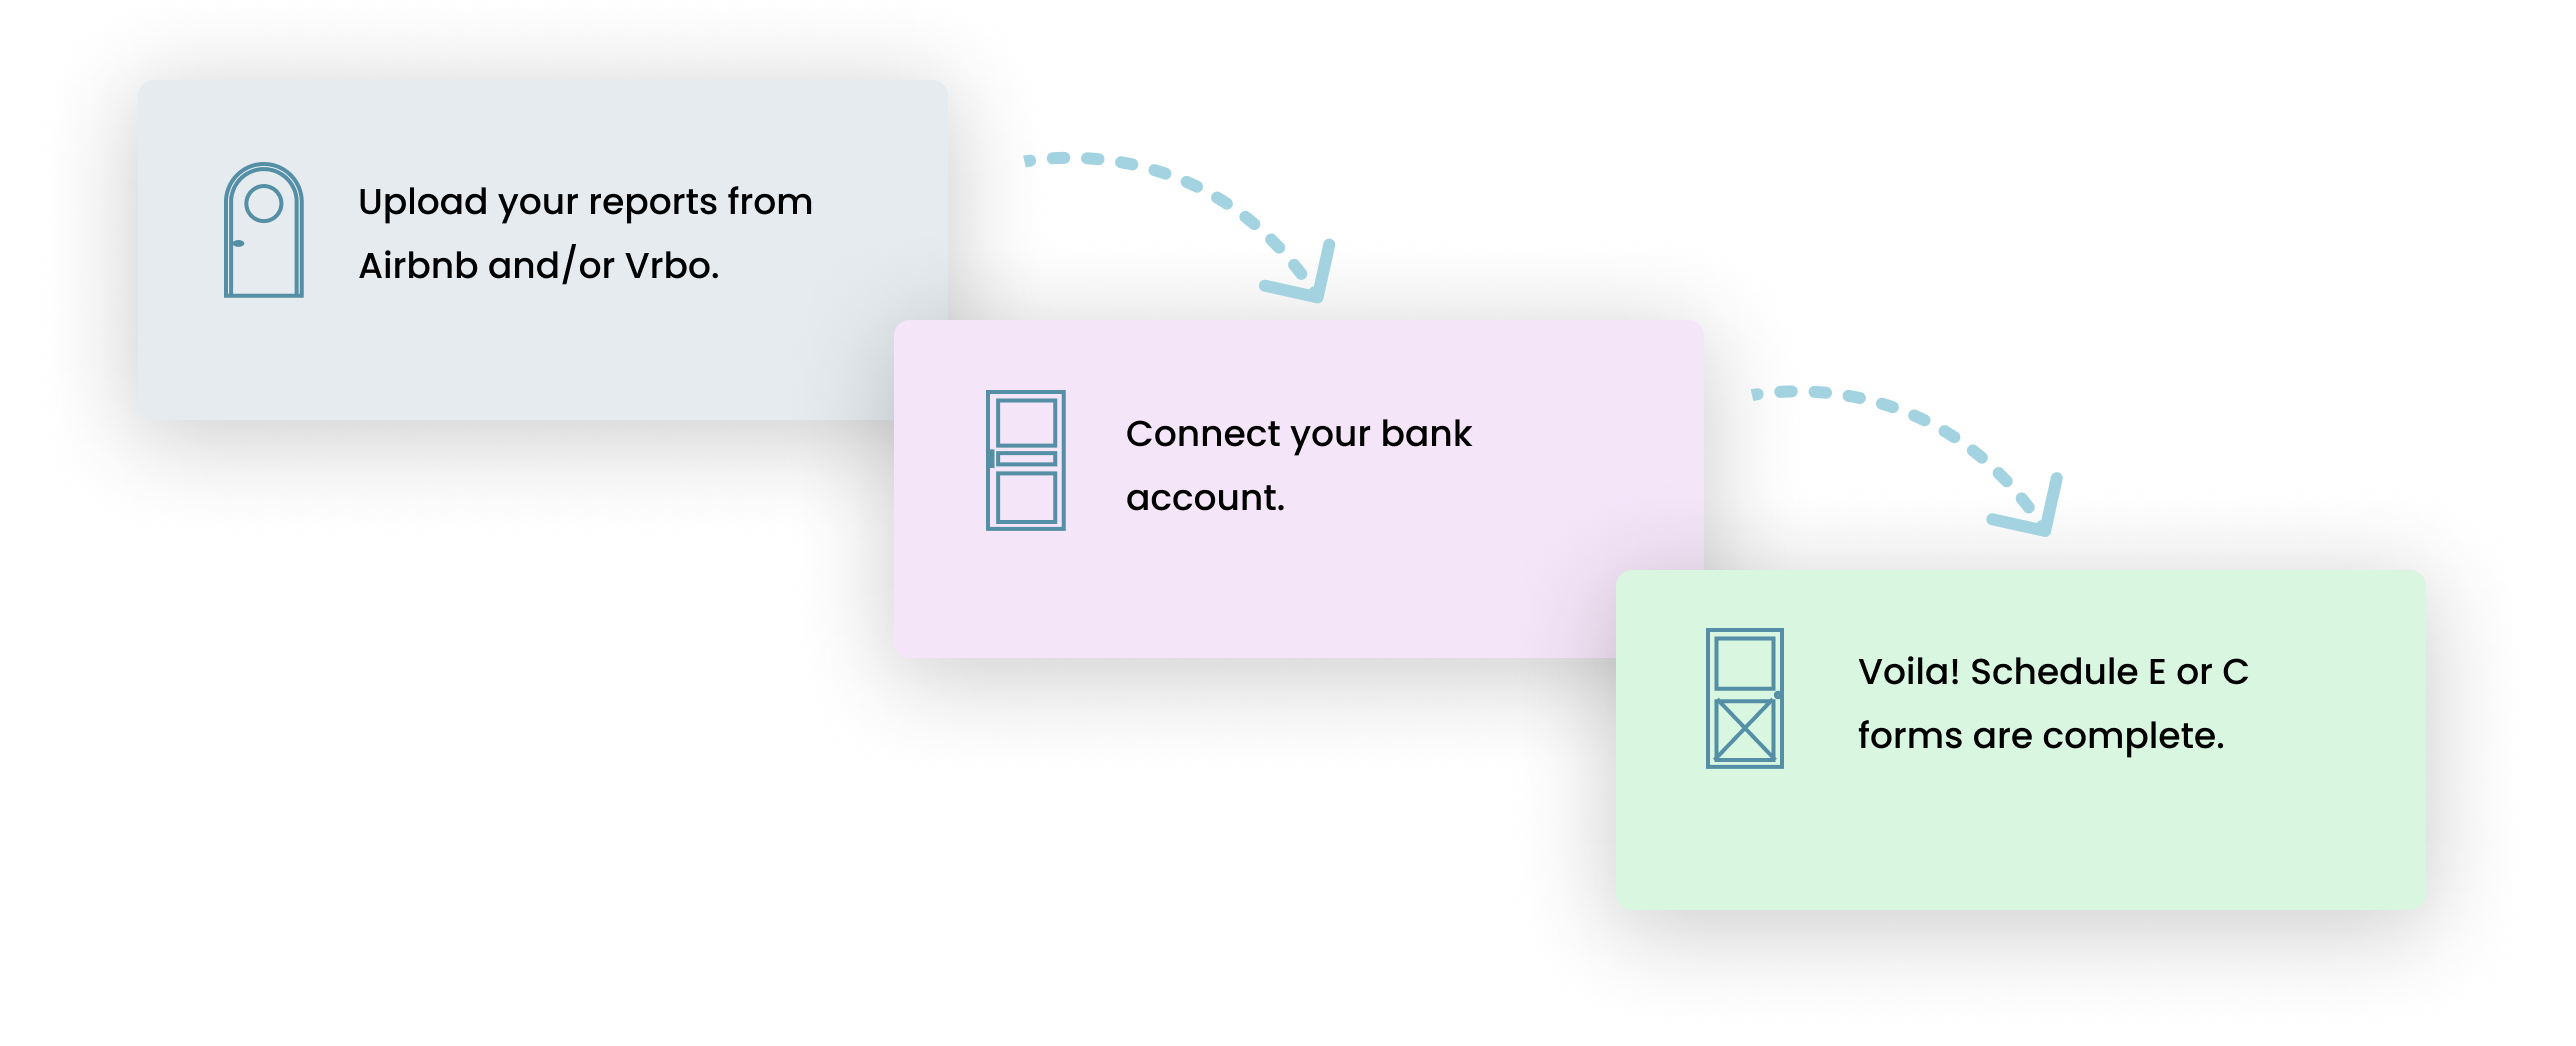 Upload your reports from
Airbnb and/or Vrbo.
Connect your bank
account.
Voila! Schedule E or C
forms are complete.